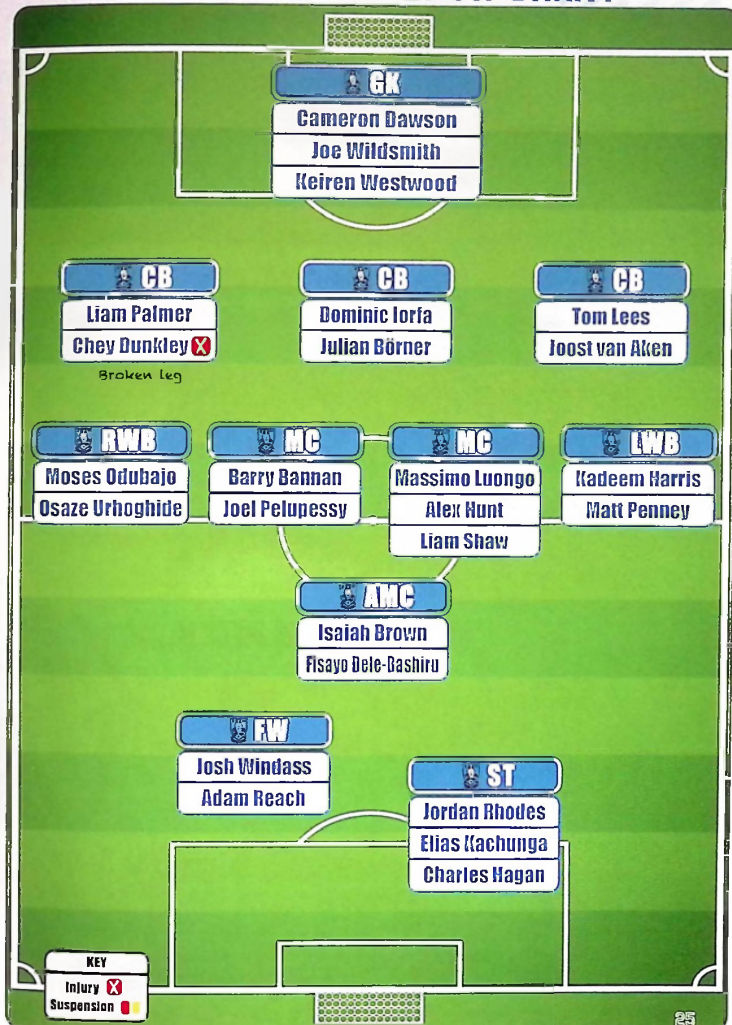 GK
Cameron Dawson
Joe Wildsmith
Keiren Westwood
CB
Liam Palmer
Chey Dunkley X
Broken leg
CB
Dominic Iorfa
Julian Börner
CB
Tom Lees
Joost van Aken
RWB
Moses Odubajo
Osaze Urhoghide
MC
Barry Bannan
Joel Pelupessy
MC
Massimo Luongo
Alex Hunt
Liam Shaw
LWB
Kadeem Harris
Matt Penney
AMC
Isaiah Brown
Fisayo Dele-Bashiru
FW
Josh Windass
Adam Reach
ST
Jordan Rhodes
Elias Kachunga
Charles Hagan
KEY
Injury X
Suspension
25